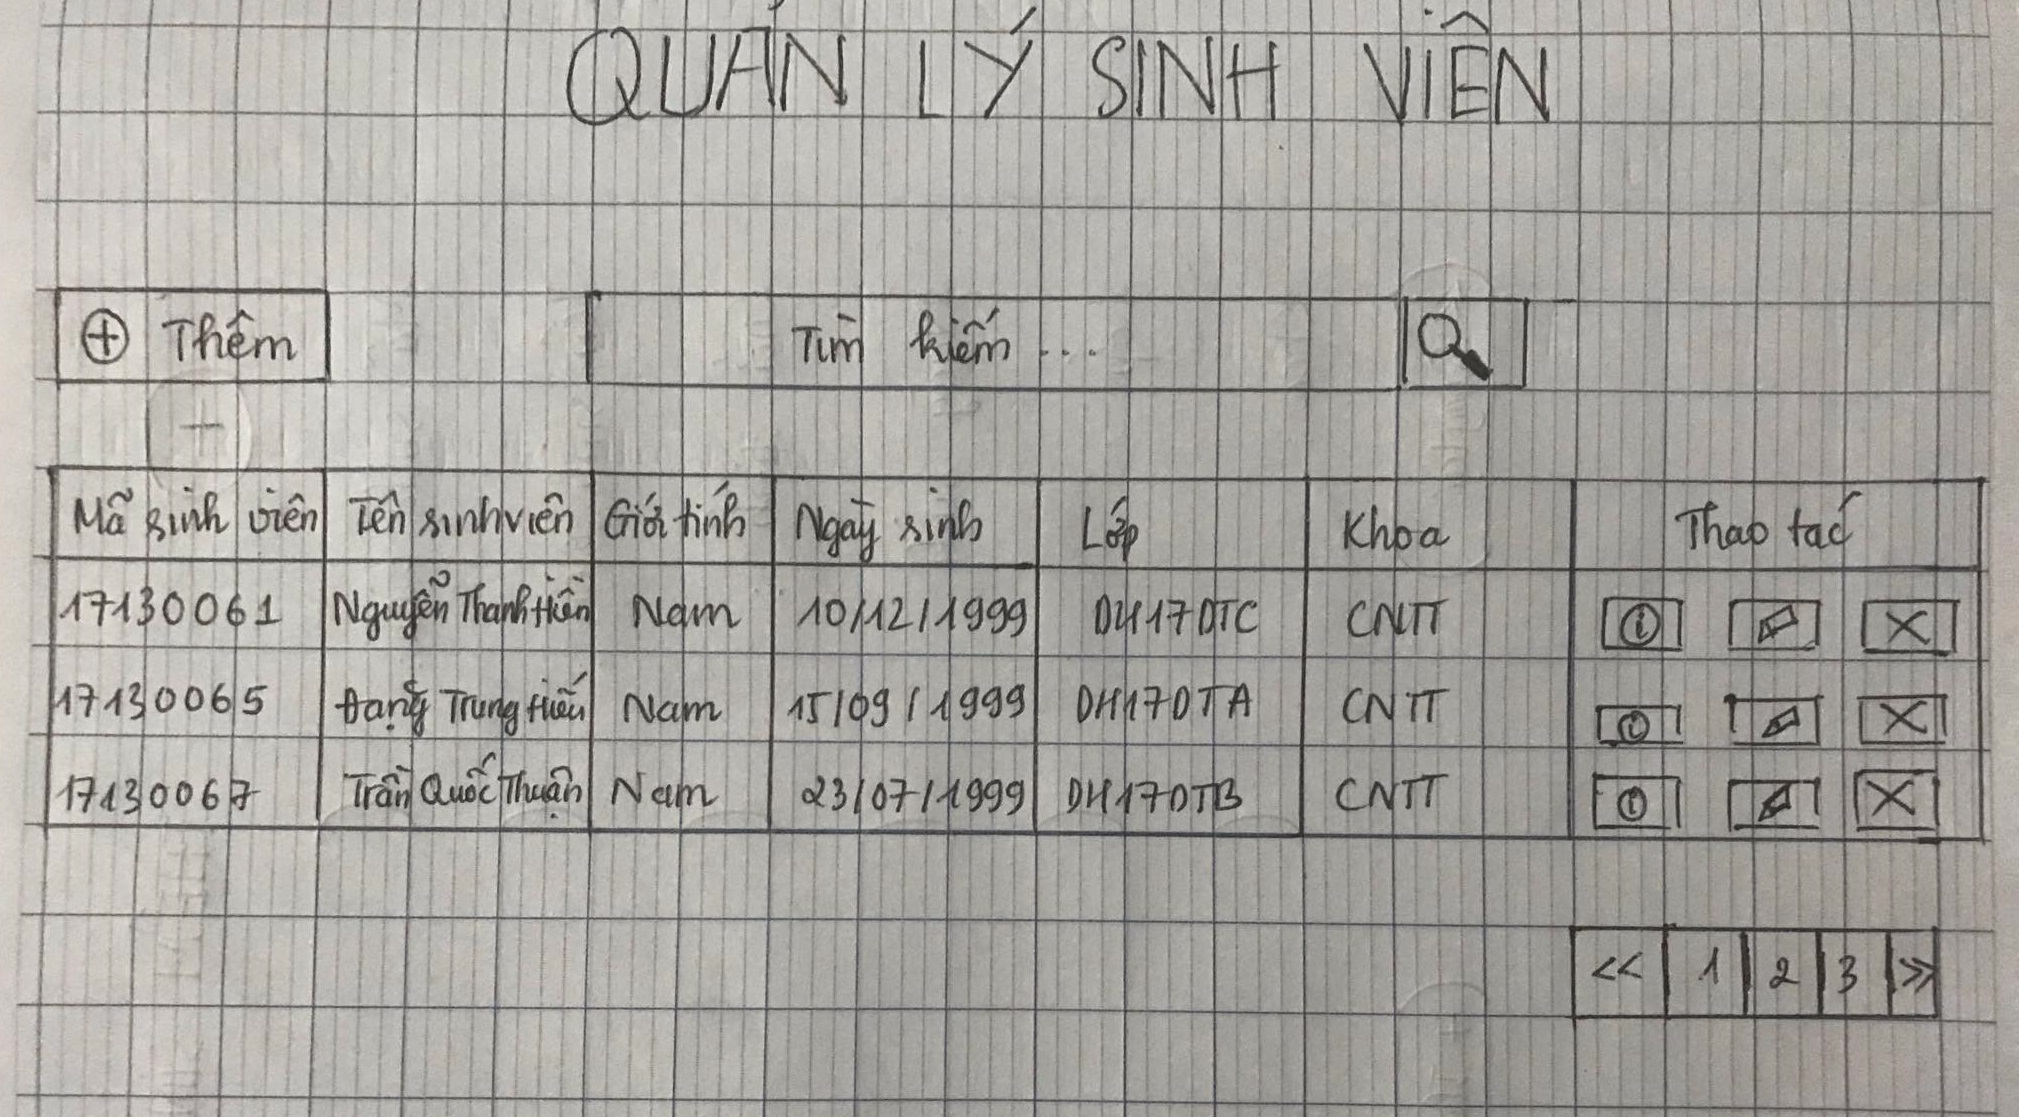 QUẢN LÝ SINH VIÊN
Thêm
Tìm kiếm ...
Mã sinh viên Tên sinh viên Giới tính Ngày sinh Lớp Khoa Thao tác
17130061 Nguyễn Thanh Hiền Nam 10/12/1999 DH17DTC CNTT
17130065 Đặng Trung Hiếu Nam 15/09/1999 DH17DTA CNTT
17130067 Trần Quốc Thuận Nam 23/07/1999 DH17DTB CNTT
<< 1 2 3 >>